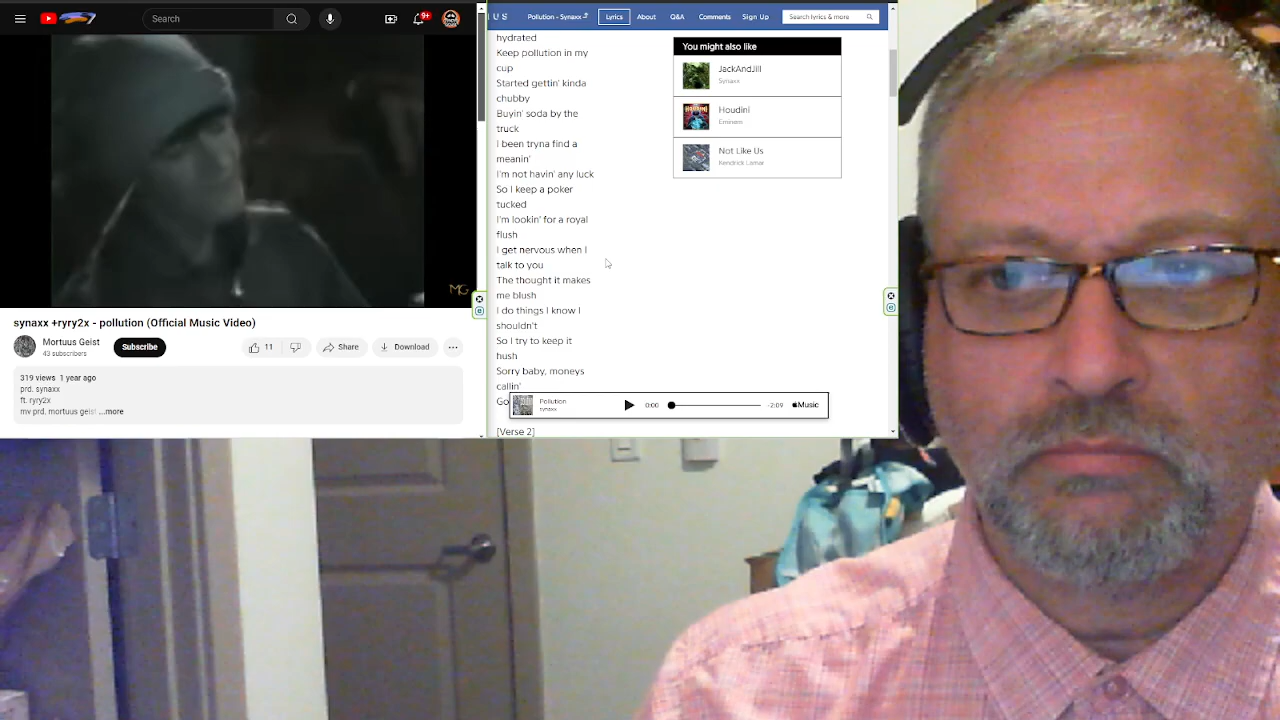 Search
9+
MG
synaxx +ryry2x - pollution (Official Music Video)
Mortuus Geist
43 subscribers
Subscribe
11
Share
Download
319 views 1 year ago
prd. synaxx
ft. ryry2x
mv prd. mortuus geist ...more
U S
Pollution - Synaxx
Lyrics
About
Q&A
Comments
Sign Up
Search lyrics & more
hydrated
Keep pollution in my
cup
Started gettin' kinda
chubby
Buyin' soda by the
truck
I been tryna find a
meanin'
I'm not havin' any luck
So I keep a poker
tucked
I'm lookin' for a royal
flush
I get nervous when I
talk to you
The thought it makes
me blush
I do things I know I
shouldn't
So I try to keep it
hush
Sorry baby, moneys
callin'
Go
[Verse 2]
You might also like
JackAndJill
Synaxx
Houdini
Eminem
Not Like Us
Kendrick Lamar
Pollution
synaxx
0:00
-2:09
Music